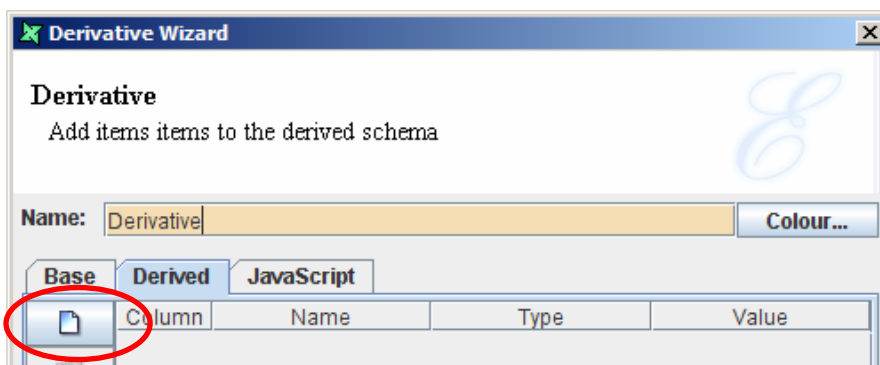 Derivative Wizard
Derivative
Add items items to the derived schema
Name: Derivative Colour...
Base Derived JavaScript
Column Name Type Value